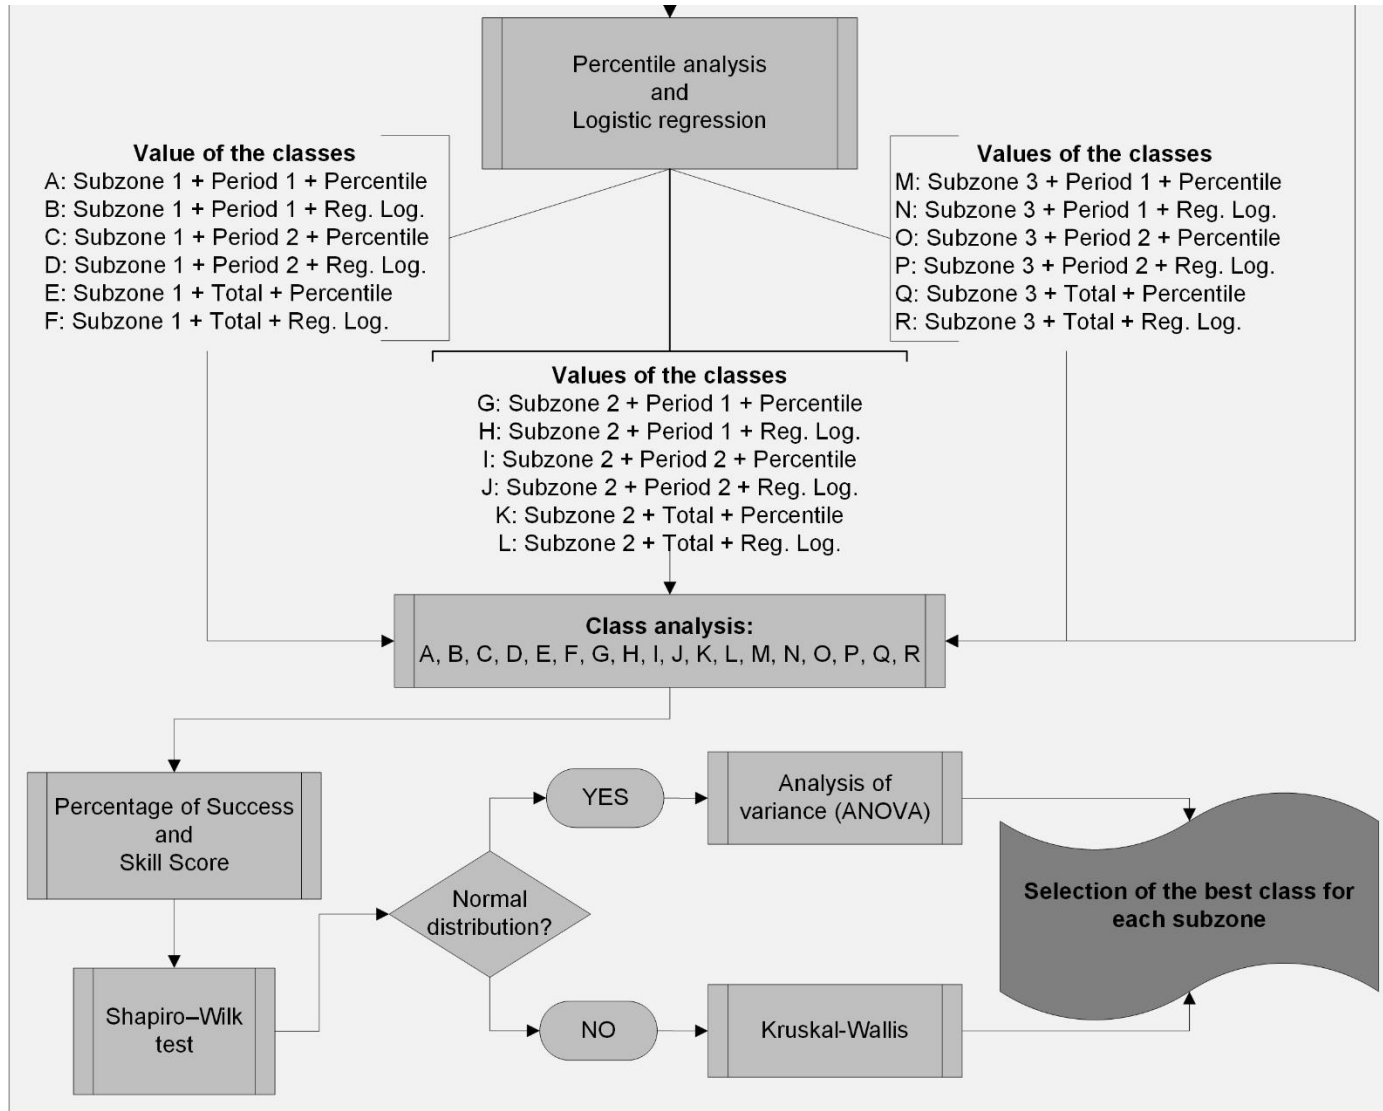 Percentile analysis
and
Logistic regression
Value of the classes
A: Subzone 1 + Period 1 + Percentile
B: Subzone 1 + Period 1 + Reg. Log.
C: Subzone 1 + Period 2 + Percentile
D: Subzone 1 + Period 2 + Reg. Log.
E: Subzone 1 + Total + Percentile
F: Subzone 1 + Total + Reg. Log.
Values of the classes
M: Subzone 3 + Period 1 + Percentile
N: Subzone 3 + Period 1 + Reg. Log.
O: Subzone 3 + Period 2 + Percentile
P: Subzone 3 + Period 2 + Reg. Log.
Q: Subzone 3 + Total + Percentile
R: Subzone 3 + Total + Reg. Log.
Values of the classes
G: Subzone 2 + Period 1 + Percentile
H: Subzone 2 + Period 1 + Reg. Log.
I: Subzone 2 + Period 2 + Percentile
J: Subzone 2 + Period 2 + Reg. Log.
K: Subzone 2 + Total + Percentile
L: Subzone 2 + Total + Reg. Log.
Class analysis:
A, B, C, D, E, F, G, H, I, J, K, L, M, N, O, P, Q, R
Percentage of Success
and
Skill Score
Shapiro–Wilk
test
Normal
distribution?
YES
Analysis of
variance (ANOVA)
NO
Kruskal-Wallis
Selection of the best class for
each subzone